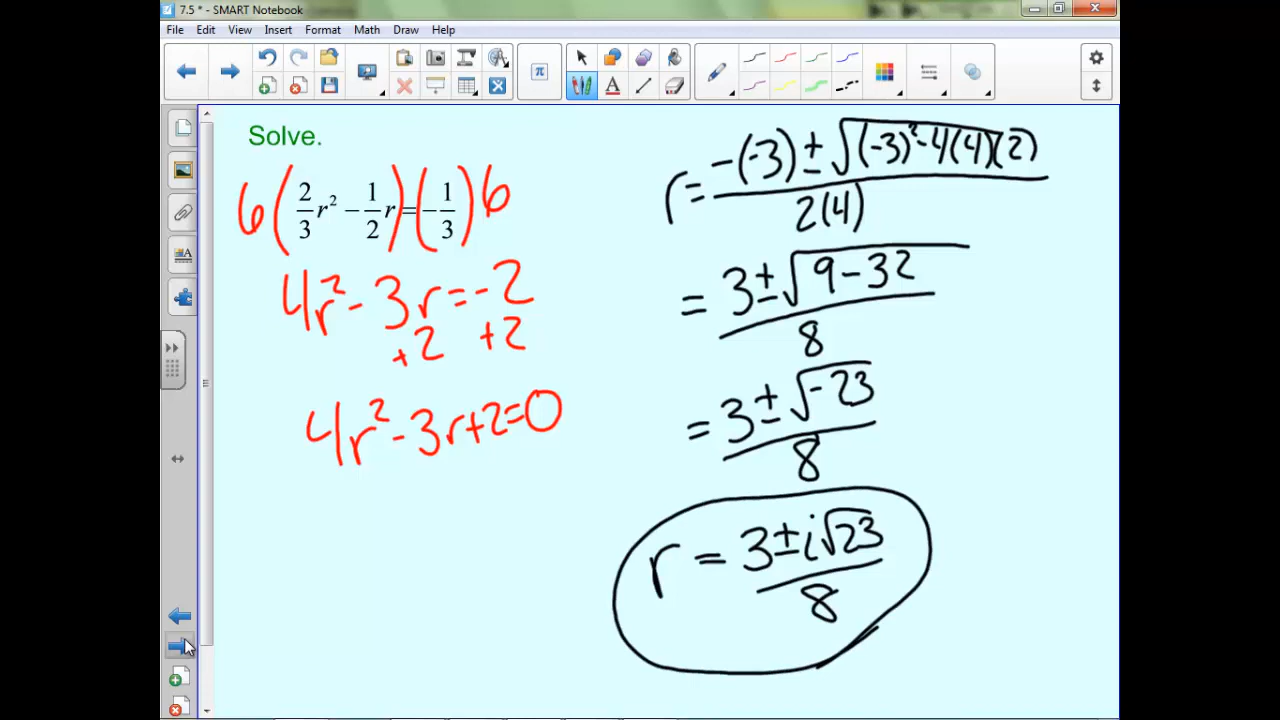 7.5 * - SMART Notebook
File Edit View Insert Format Math Draw Help
π
A
Solve.
6(2/3 r² − 1/2 r)=(−1/3)6
4r² - 3r = -2
+2 +2
4r² - 3r + 2 = 0
r = -(-3) ± √(-3)² - 4(4)(2) / 2(4)
= 3 ± √9 - 32 / 8
= 3 ± √-23 / 8
r = 3 ± i√23 / 8